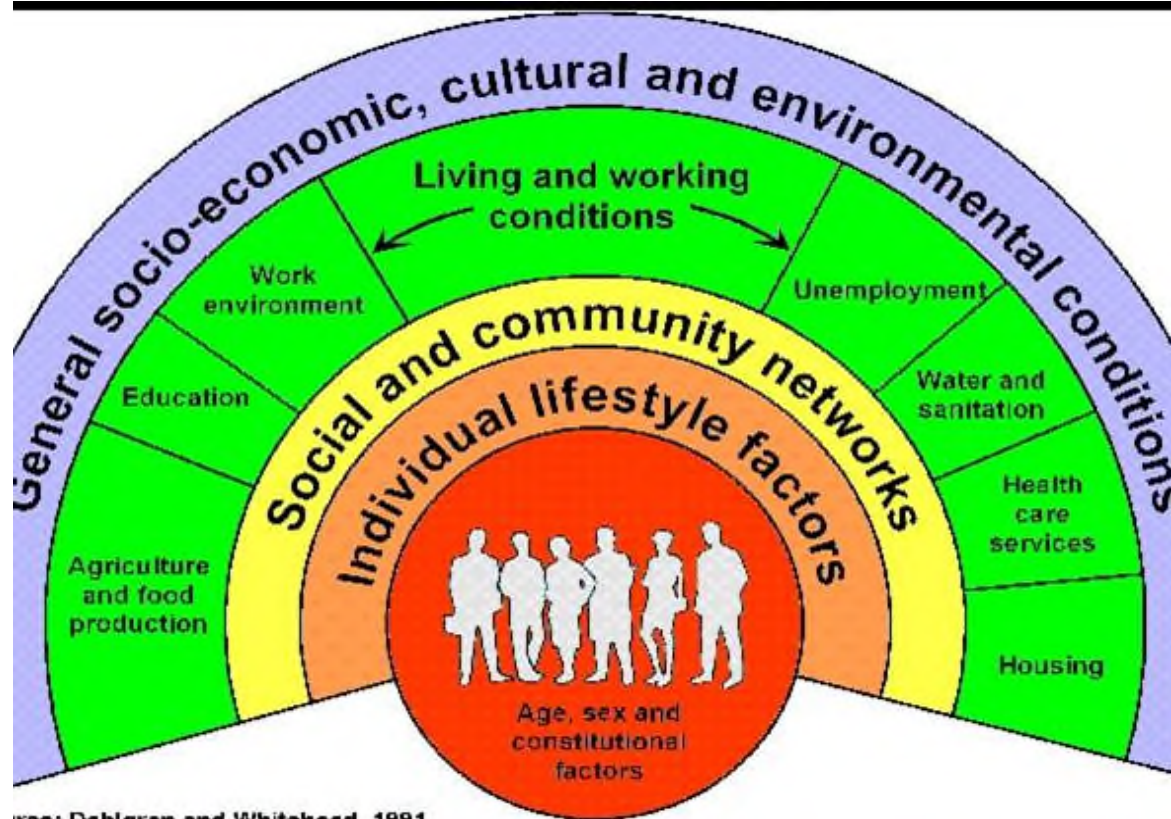 General socio-economic, cultural and environmental conditions
Living and working
conditions
Work
environment
Unemployment
Education
Water and
sanitation
Agriculture
and food
production
Health
care
services
Housing
Social and community networks
Individual lifestyle factors
Age, sex and
constitutional
factors
Dahlgren and Whitehead, 1991